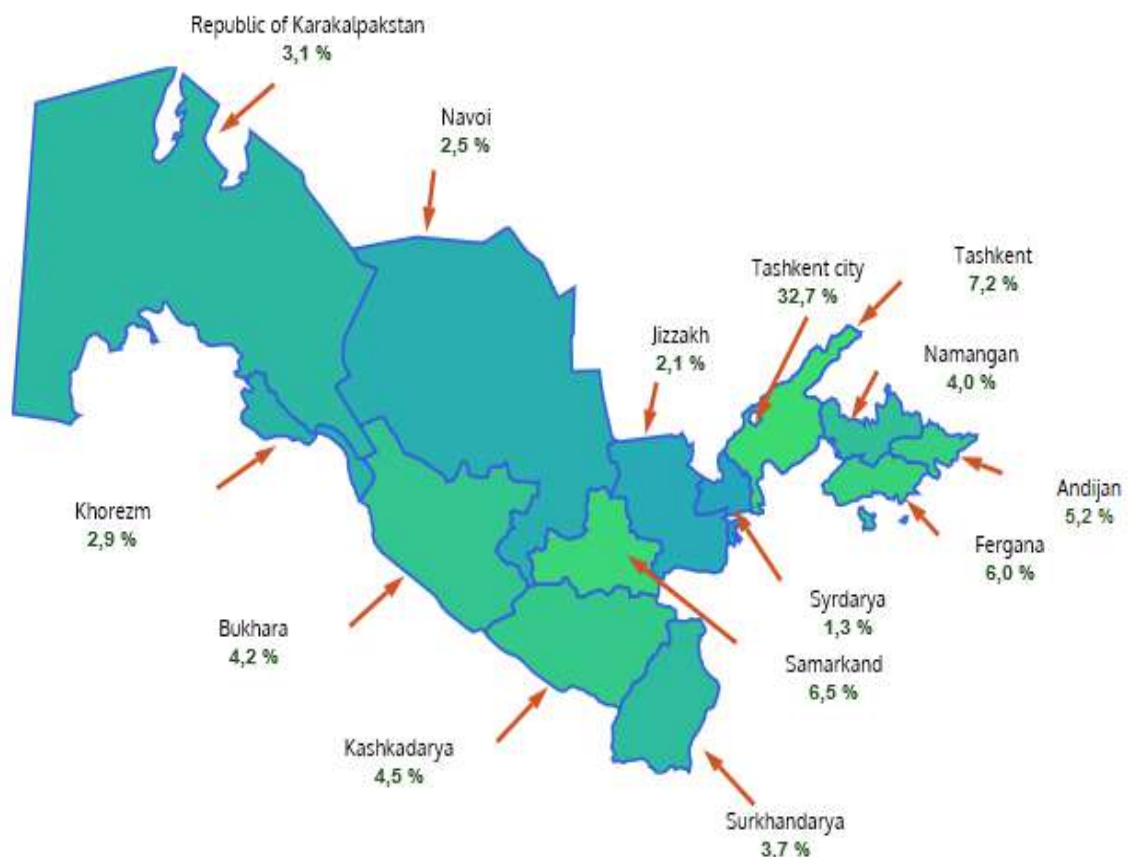 Republic of Karakalpakstan
3,1 %
Navoi
2,5 %
Tashkent city
32,7 %
Tashkent
7,2 %
Jizzakh
2,1 %
Namangan
4,0 %
Andijan
5,2 %
Fergana
6,0 %
Khorezm
2,9 %
Syrdarya
1,3 %
Bukhara
4,2 %
Samarkand
6,5 %
Kashkadarya
4,5 %
Surkhandarya
3,7 %